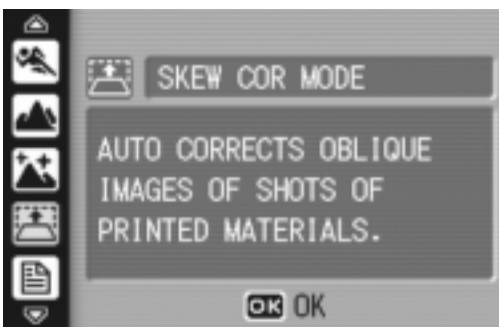 SKEW COR MODE
AUTO CORRECTS OBLIQUE
IMAGES OF SHOTS OF
PRINTED MATERIALS.
OK OK